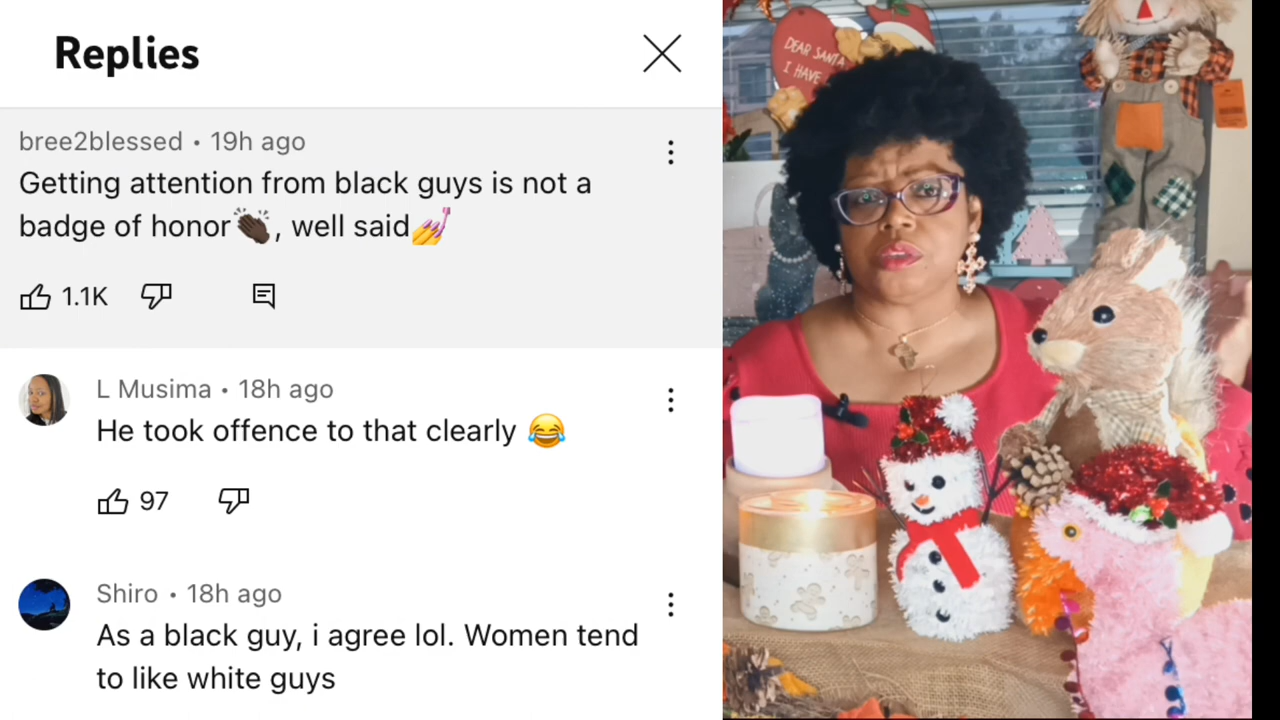 Replies
bree2blessed • 19h ago
Getting attention from black guys is not a
badge of honor👏🏿, well said💅
1.1K
L Musima • 18h ago
He took offence to that clearly 😂
97
Shiro • 18h ago
As a black guy, i agree lol. Women tend
to like white guys
DEAR SANTA
I HAVE